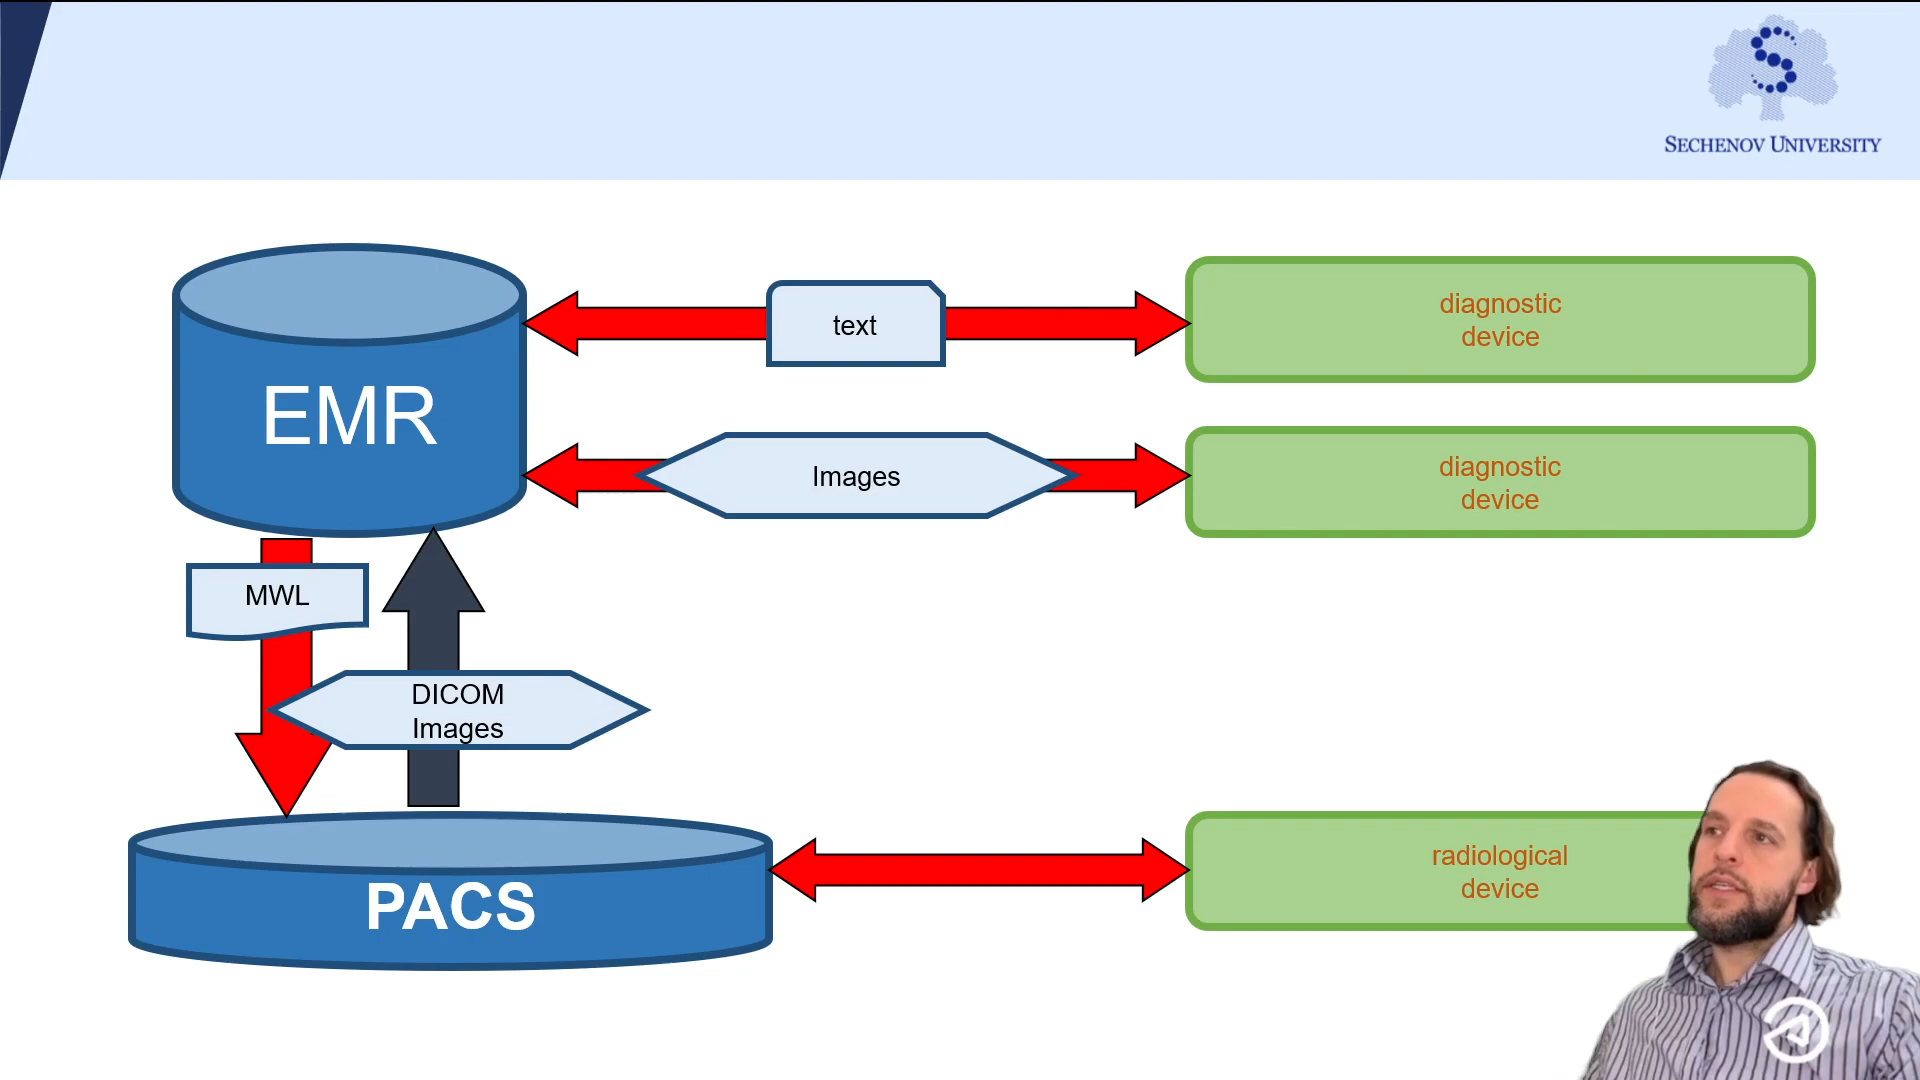 SECHENOV UNIVERSITY
text
diagnostic
device
EMR
Images
diagnostic
device
MWL
DICOM
Images
PACS
radiological
device